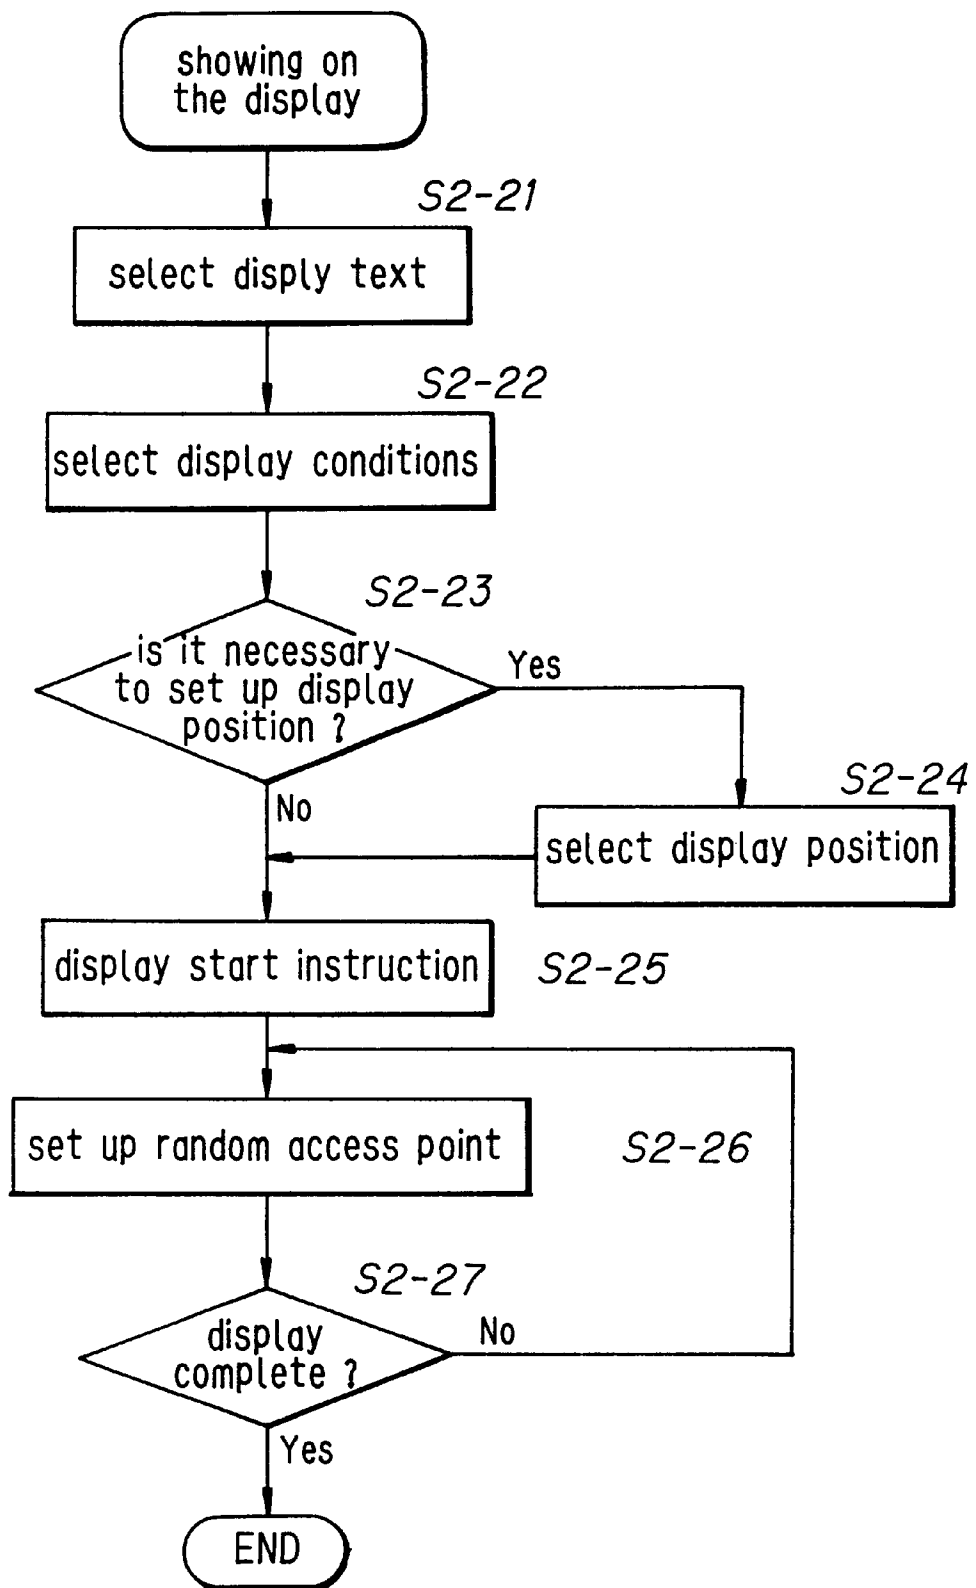 showing on
the display
S2-21
select disply text
S2-22
select display conditions
S2-23
is it necessary
to set up display
position ?
Yes
No
S2-24
select display position
display start instruction
S2-25
set up random access point
S2-26
S2-27
display
complete ?
No
Yes
END